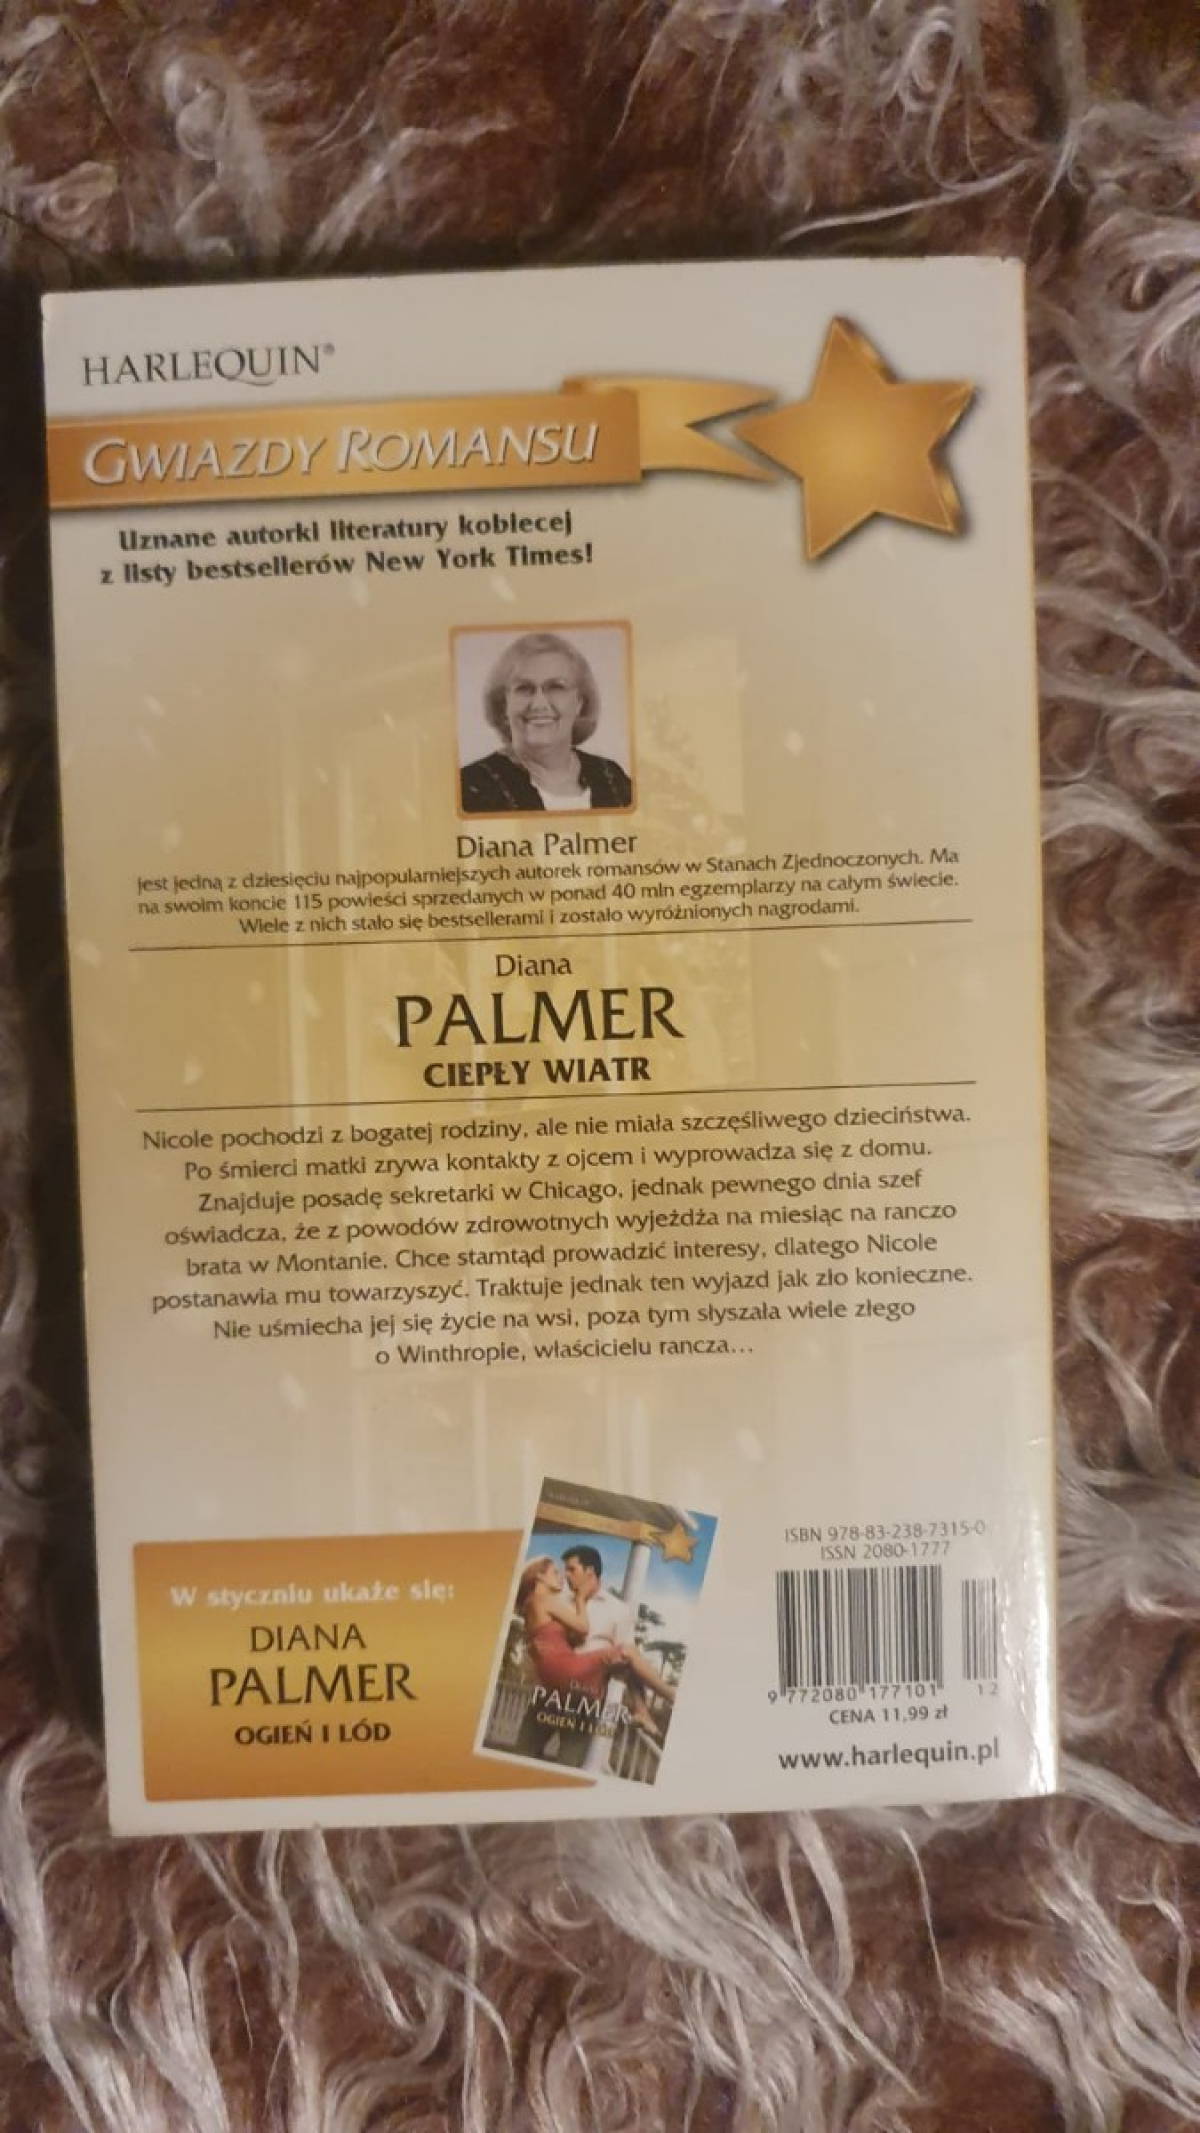 HARLEQUIN®
GWIAZDY ROMANSU
Uznane autorki literatury kobiecej
z listy bestsellerów New York Times!
Diana Palmer
jest jedną z dziesięciu najpopularniejszych autorek romansów w Stanach Zjednoczonych. Ma
na swoim koncie 115 powieści sprzedanych w ponad 40 mln egzemplarzy na całym świecie.
Wiele z nich stało się bestsellerami i zostało wyróżnionych nagrodami.
Diana
PALMER
CIEPŁY WIATR
Nicole pochodzi z bogatej rodziny, ale nie miała szczęśliwego dzieciństwa.
Po śmierci matki zrywa kontakty z ojcem i wyprowadza się z domu.
Znajduje posadę sekretarki w Chicago, jednak pewnego dnia szef
oświadcza, że z powodów zdrowotnych wyjeżdża na miesiąc na ranczo
brata w Montanie. Chce stamtąd prowadzić interesy, dlatego Nicole
postanawia mu towarzyszyć. Traktuje jednak ten wyjazd jak zło konieczne.
Nie uśmiecha jej się życie na wsi, poza tym słyszała wiele złego
o Winthropie, właścicielu rancza...
W styczniu ukaże się:
DIANA
PALMER
OGIEŃ I LÓD
PALMER
OGIEŃ I LÓD
ISBN 978-83-238-7315-0
ISSN 2080-1777
9 772080 177101
12
CENA 11,99 zł
www.harlequin.pl